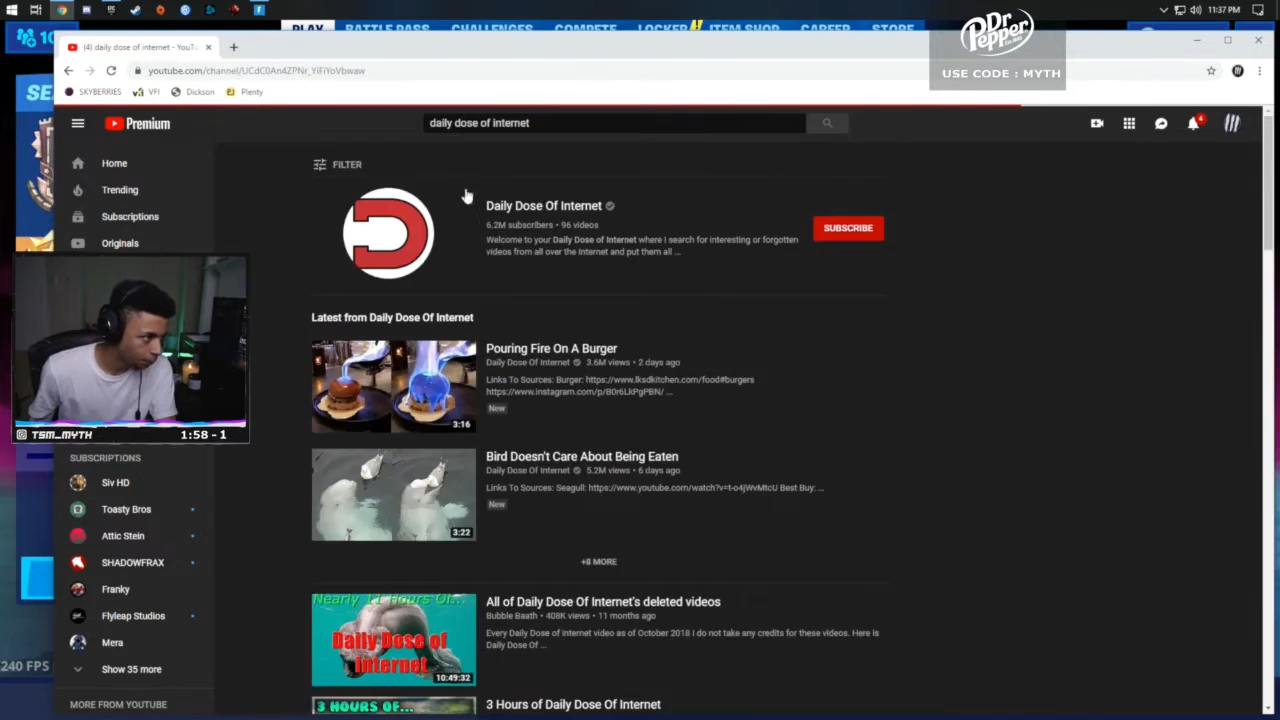 11:37 PM
PLAY
BATTLE PASS
CHALLENGES
COMPETE
LOCKER
ITEM SHOP
CAREER
STORE
Dr Pepper
USE CODE : MYTH
(4) daily dose of internet - YouT
youtube.com/channel/UCdC0An4ZPNr_YiFiYoVbwaw
SKYBERRIES
VFI
Dickson
Plenty
Premium
daily dose of internet
4
Home
Trending
Subscriptions
Originals
FILTER
Daily Dose Of Internet
6.2M subscribers • 96 videos
Welcome to your Daily Dose of Internet where I search for interesting or forgotten
videos from all over the Internet and put them all ...
SUBSCRIBE
Latest from Daily Dose Of Internet
Pouring Fire On A Burger
Daily Dose Of Internet 3.6M views • 2 days ago
Links To Sources: Burger: https://www.lksdkitchen.com/food#burgers
https://www.instagram.com/p/B0r6LkPgPBN/ ...
New
3:16
Bird Doesn't Care About Being Eaten
Daily Dose Of Internet 5.2M views • 6 days ago
Links To Sources: Seagull: https://www.youtube.com/watch?v=t-o4jWvMtcU Best Buy: ...
New
3:22
+8 MORE
All of Daily Dose Of Internet's deleted videos
Bubble Baath • 408K views • 11 months ago
Every Daily Dose of internet video as of October 2018 I do not take any credits for these videos. Here is
Daily Dose Of ...
Nearly 11 Hours Of...
Daily Dose of
internet
10:49:32
3 HOURS OF...
3 Hours of Daily Dose Of Internet
TSM_MYTH
1:58 - 1
SUBSCRIPTIONS
Siv HD
Toasty Bros
Attic Stein
SHADOWFRAX
Franky
Flyleap Studios
Mera
Show 35 more
MORE FROM YOUTUBE
240 FPS